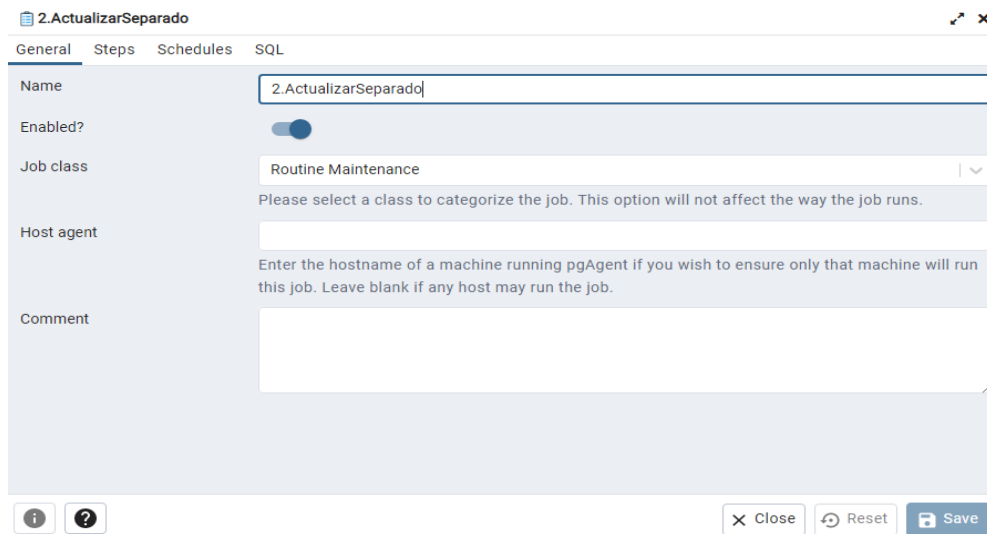 2.ActualizarSeparado
General Steps Schedules SQL
Name
2.ActualizarSeparado
Enabled?
Job class
Routine Maintenance
Please select a class to categorize the job. This option will not affect the way the job runs.
Host agent
Enter the hostname of a machine running pgAgent if you wish to ensure only that machine will run
this job. Leave blank if any host may run the job.
Comment
Close Reset Save